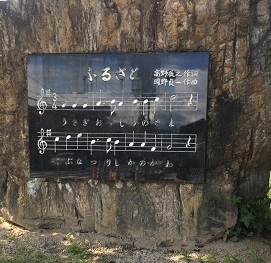 ふるさと
高野辰之 作詞
岡野貞一 作曲
うさぎおいしかのやま
こぶなつりしかのかわ